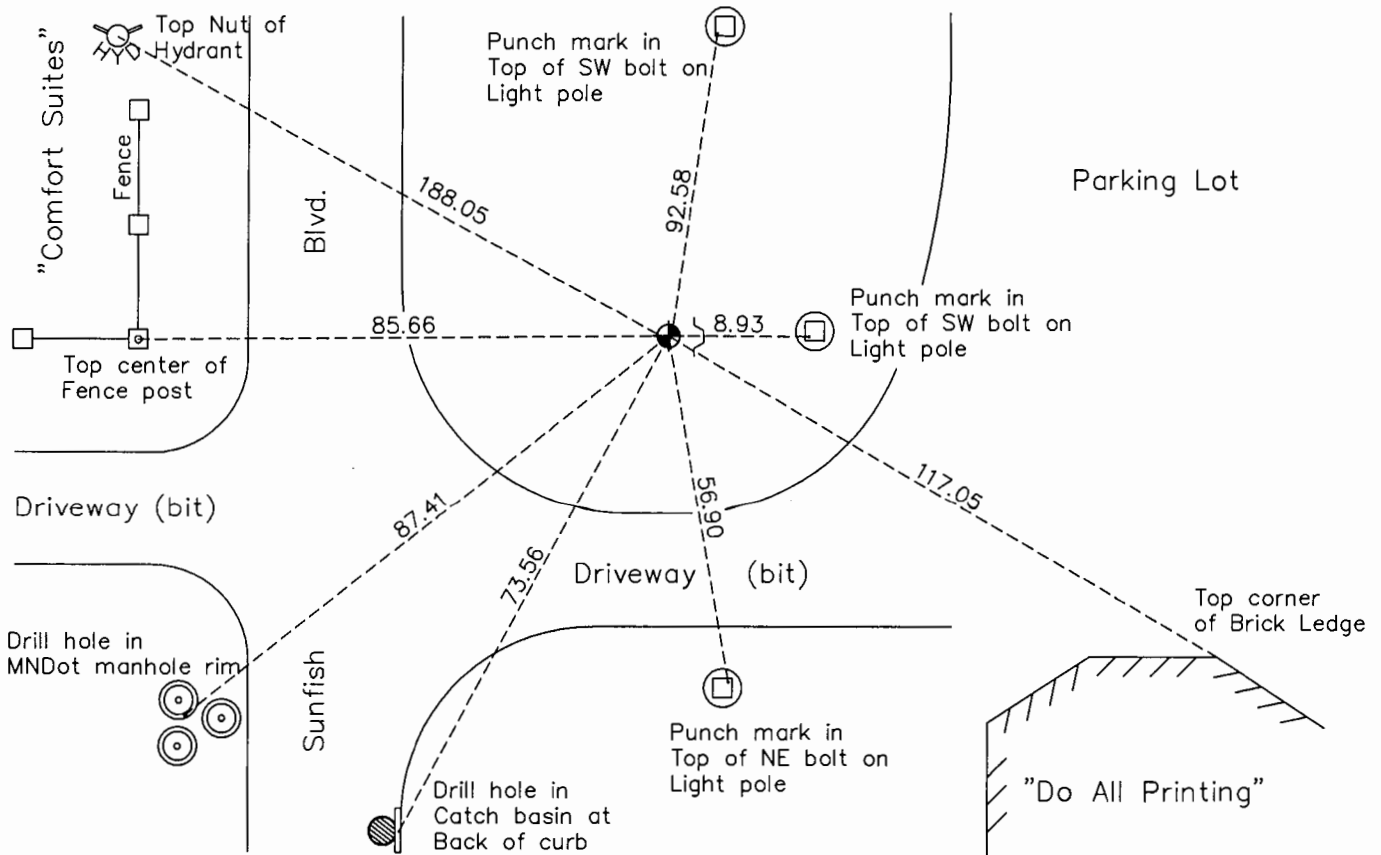 Top Nut of
Hydrant
HYD
"Comfort Suites"
Fence
Blvd.
Punch mark in
Top of SW bolt on
Light pole
188.05
92.58
Parking Lot
85.66
8.93
Punch mark in
Top of SW bolt on
Light pole
Top center of
Fence post
Driveway (bit)
87.41
73.56
56.90
117.05
Driveway (bit)
Top corner
of Brick Ledge
Drill hole in
MNDot manhole rim
Sunfish
Punch mark in
Top of NE bolt on
Light pole
Drill hole in
Catch basin at
Back of curb
"Do All Printing"